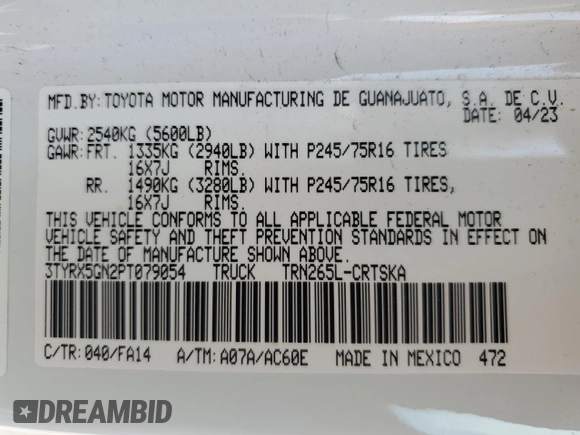 MFD.BY:TOYOTA MOTOR MANUFACTURING DE GUANAJUATO, S.A. DE C.V.
DATE: 04/23
GVWR:2540KG (5600LB)
GAWR:FRT. 1335KG (2940LB) WITH P245/75R16 TIRES
16X7J RIMS.
RR. 1490KG (3280LB) WITH P245/75R16 TIRES,
16X7J RIMS.
THIS VEHICLE CONFORMS TO ALL APPLICABLE FEDERAL MOTOR
VEHICLE SAFETY AND THEFT PREVENTION STANDARDS IN EFFECT ON
THE DATE OF MANUFACTURE SHOWN ABOVE.
3TYRX5GN2PT079054 TRUCK TRN265L-CRTSKA
C/TR:040/FA14 A/TM:A07A/AC60E MADE IN MEXICO 472
DREAMBID